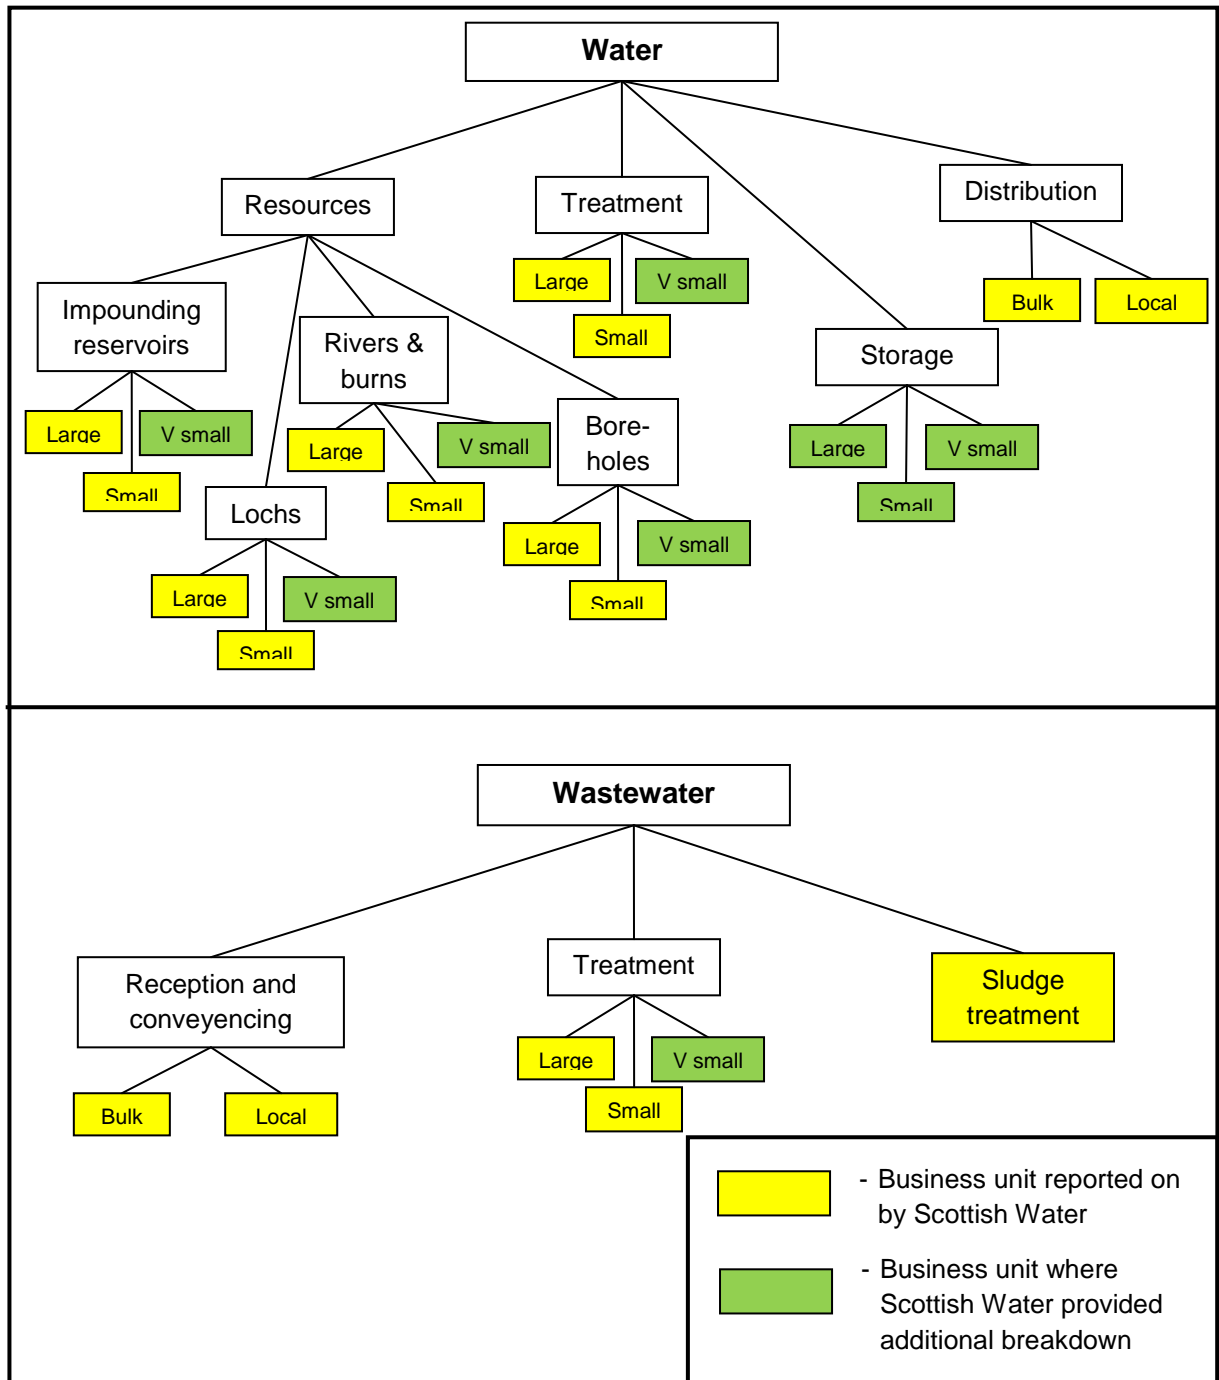 Water
Resources
Treatment
Distribution
Large
V small
Small
Bulk
Local
Impounding
reservoirs
Large
V small
Small
Rivers &
burns
Large
V small
Small
Storage
Large
V small
Small
Bore-
holes
Large
V small
Small
Lochs
Large
V small
Small
Wastewater
Reception and
conveyencing
Bulk
Local
Treatment
Large
V small
Small
Sludge
treatment
- Business unit reported on
by Scottish Water
- Business unit where
Scottish Water provided
additional breakdown